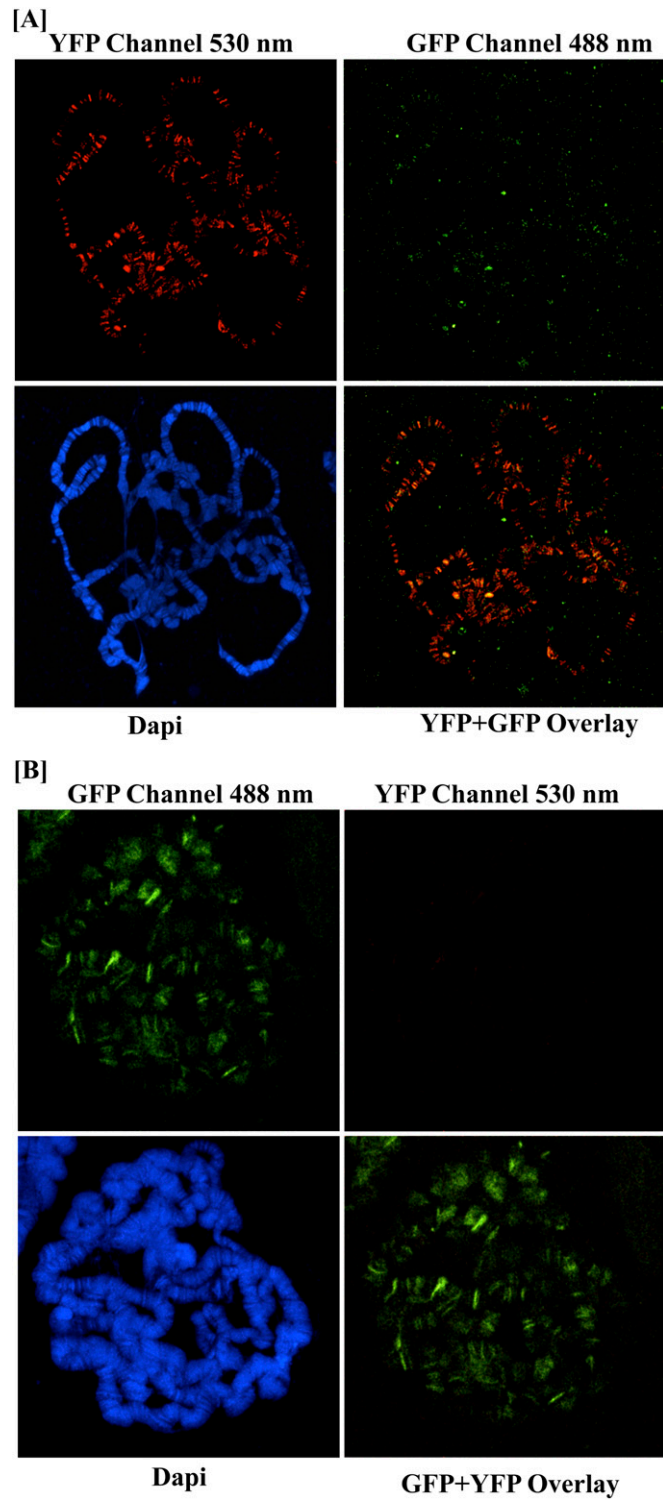 [A]
YFP Channel 530 nm GFP Channel 488 nm
Dapi YFP+GFP Overlay
[B]
GFP Channel 488 nm YFP Channel 530 nm
Dapi GFP+YFP Overlay